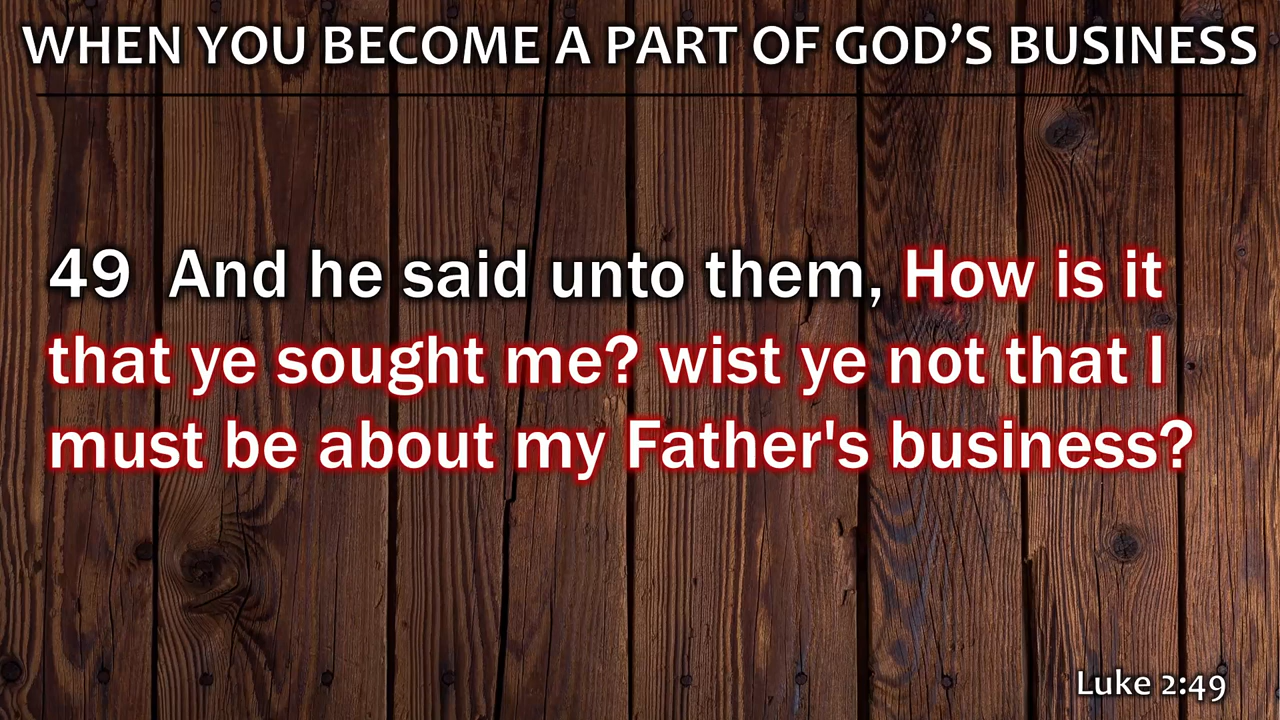 WHEN YOU BECOME A PART OF GOD’S BUSINESS
49 And he said unto them, How is it
that ye sought me? wist ye not that I
must be about my Father's business?
Luke 2:49